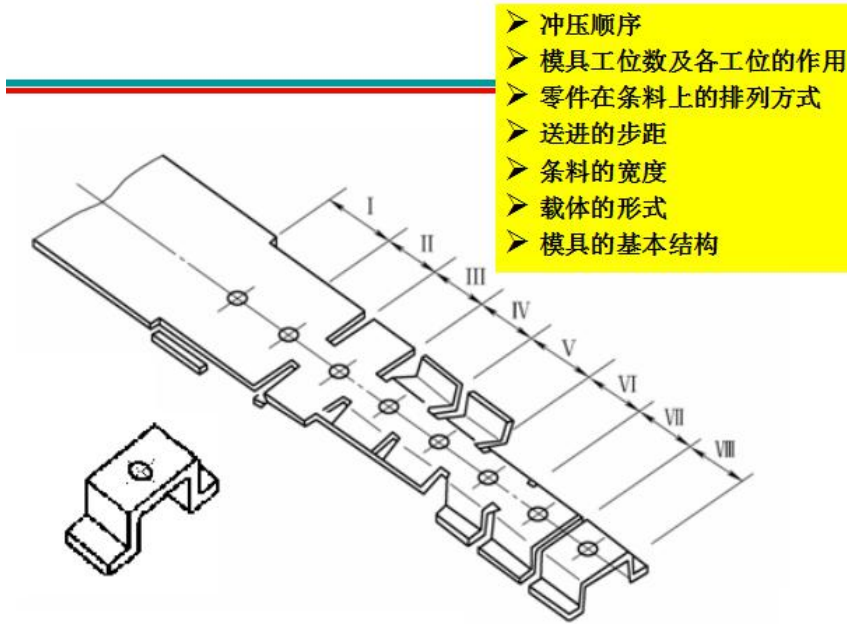 ➢ 冲压顺序
➢ 模具工位数及各工位的作用
➢ 零件在条料上的排列方式
➢ 送进的步距
➢ 条料的宽度
➢ 载体的形式
➢ 模具的基本结构
I
II
III
IV
V
VI
VII
VIII